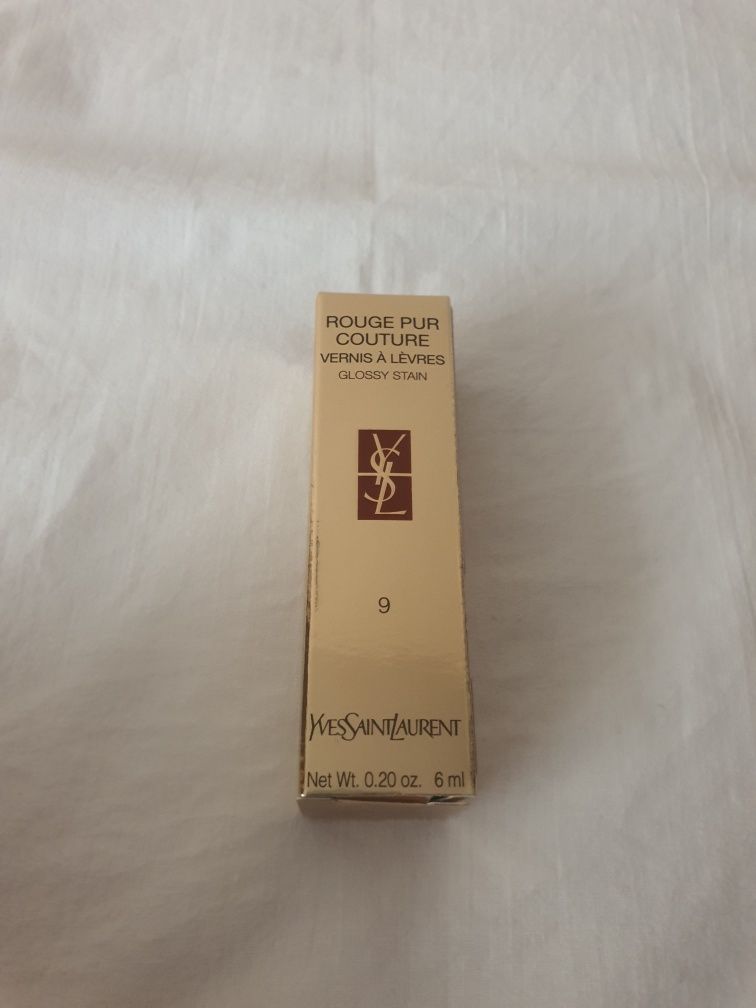 ROUGE PUR
COUTURE
VERNIS À LÈVRES
GLOSSY STAIN
YSL
9
YVESSAINTLAURENT
Net Wt. 0.20 oz. 6 ml